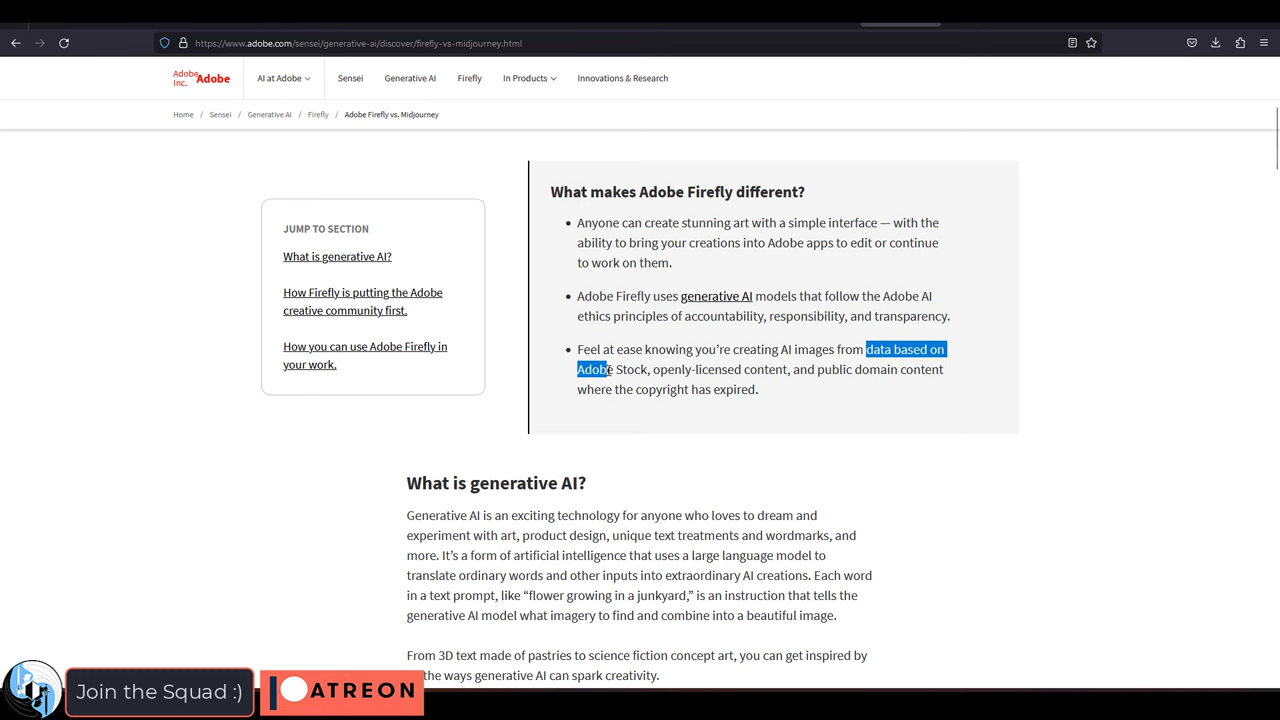 https://www.adobe.com/sensei/generative-ai/discover/firefly-vs-midjourney.html
Adobe Inc. Adobe
AI at Adobe
Sensei
Generative AI
Firefly
In Products
Innovations & Research
Home / Sensei / Generative AI / Firefly / Adobe Firefly vs. Midjourney
JUMP TO SECTION
What is generative AI?
How Firefly is putting the Adobe
creative community first.
How you can use Adobe Firefly in
your work.
What makes Adobe Firefly different?
• Anyone can create stunning art with a simple interface — with the
ability to bring your creations into Adobe apps to edit or continue
to work on them.
• Adobe Firefly uses generative AI models that follow the Adobe AI
ethics principles of accountability, responsibility, and transparency.
• Feel at ease knowing you’re creating AI images from data based on
Adobe Stock, openly-licensed content, and public domain content
where the copyright has expired.
What is generative AI?
Generative AI is an exciting technology for anyone who loves to dream and
experiment with art, product design, unique text treatments and wordmarks, and
more. It’s a form of artificial intelligence that uses a large language model to
translate ordinary words and other inputs into extraordinary AI creations. Each word
in a text prompt, like “flower growing in a junkyard,” is an instruction that tells the
generative AI model what imagery to find and combine into a beautiful image.
From 3D text made of pastries to science fiction concept art, you can get inspired by
the ways generative AI can spark creativity.
Join the Squad :)
PATREON